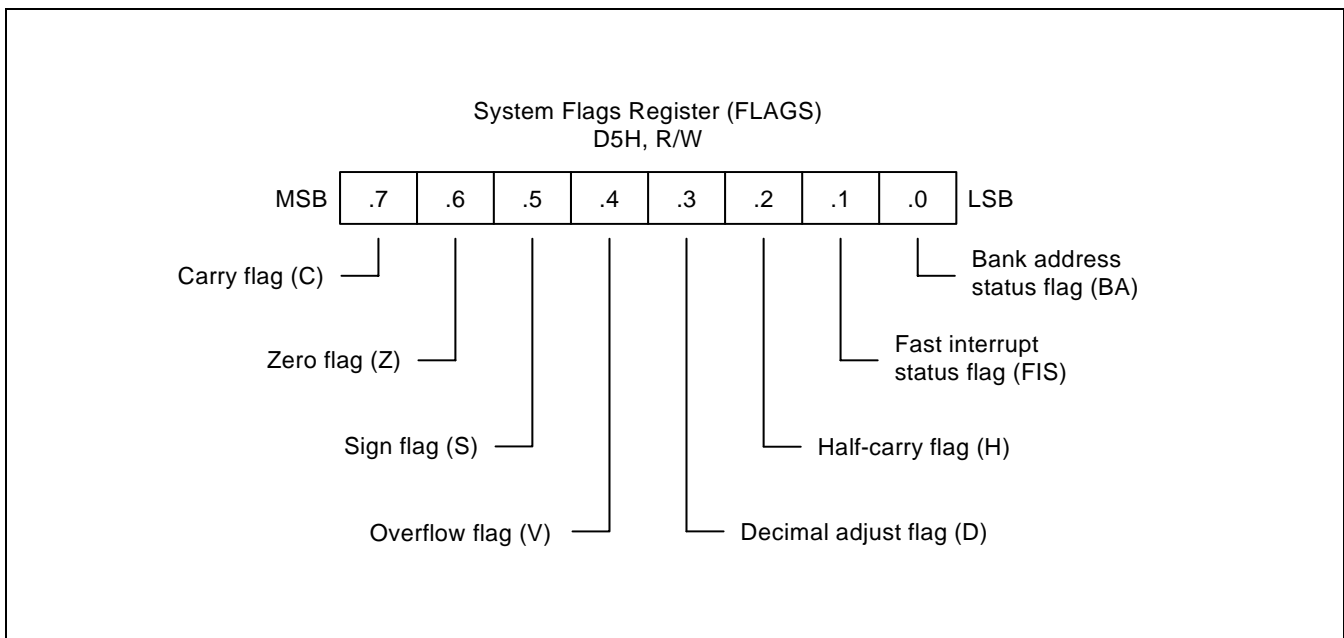 System Flags Register (FLAGS)
D5H, R/W
MSB .7 .6 .5 .4 .3 .2 .1 .0 LSB
Carry flag (C)
Bank address
status flag (BA)
Zero flag (Z)
Fast interrupt
status flag (FIS)
Sign flag (S)
Half-carry flag (H)
Overflow flag (V)
Decimal adjust flag (D)